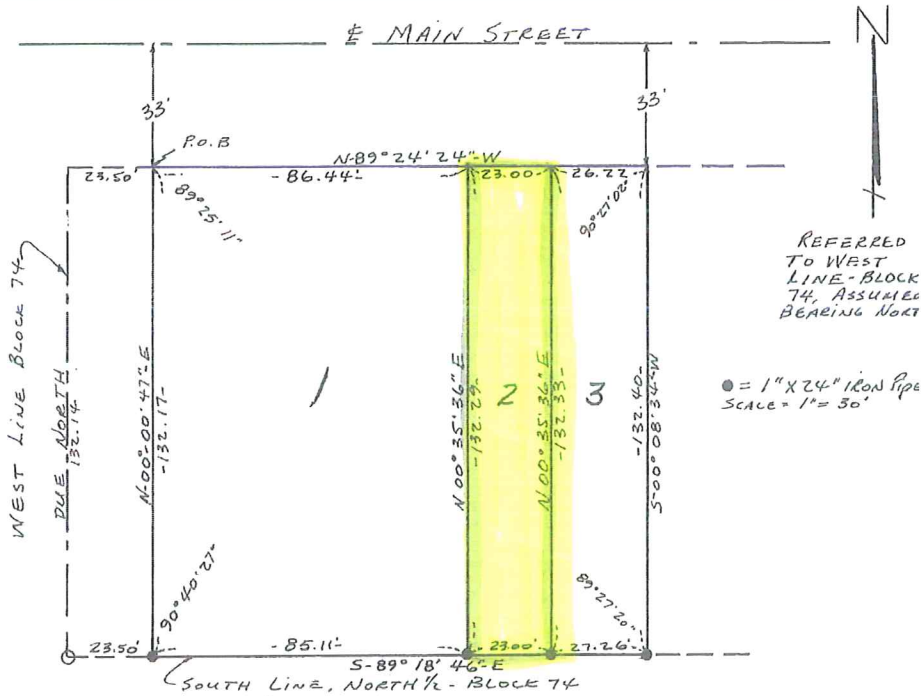 ℄ MAIN STREET
N
33'
33'
P.O.B
N-89°24'24"-W
23.50'
-86.44'-
23.00
26.22
89°25'11"
90°27'02"
REFERRED
TO WEST
LINE-BLOCK
74, ASSUMED
BEARING NORT
WEST LINE BLOCK 74
DUE NORTH
132.14
N-00°-00'47"-E
-132.17-
1
N 00°35'36" E
-132.29-
2
N 00°35'36" E
-132.33-
3
-132.40-
S-00°08'34"-W
= 1" X 24" IRON PIPE
SCALE = 1" = 30'
90°40'27"
89°27'20"
23.50'
-85.11'-
23.00'
27.26'
S-89°18'46"-E
SOUTH LINE, NORTH 1/2 - BLOCK 74